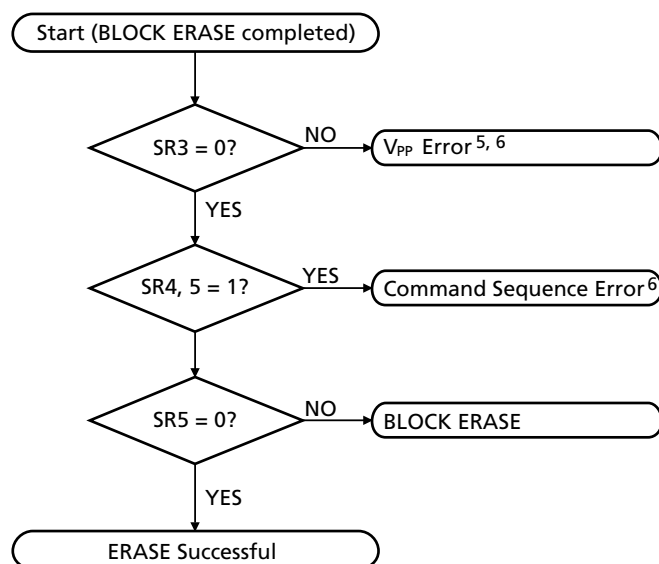 Start (BLOCK ERASE completed)
SR3 = 0?
NO
VPP Error 5, 6
YES
SR4, 5 = 1?
YES
Command Sequence Error 6
SR5 = 0?
NO
BLOCK ERASE
YES
ERASE Successful